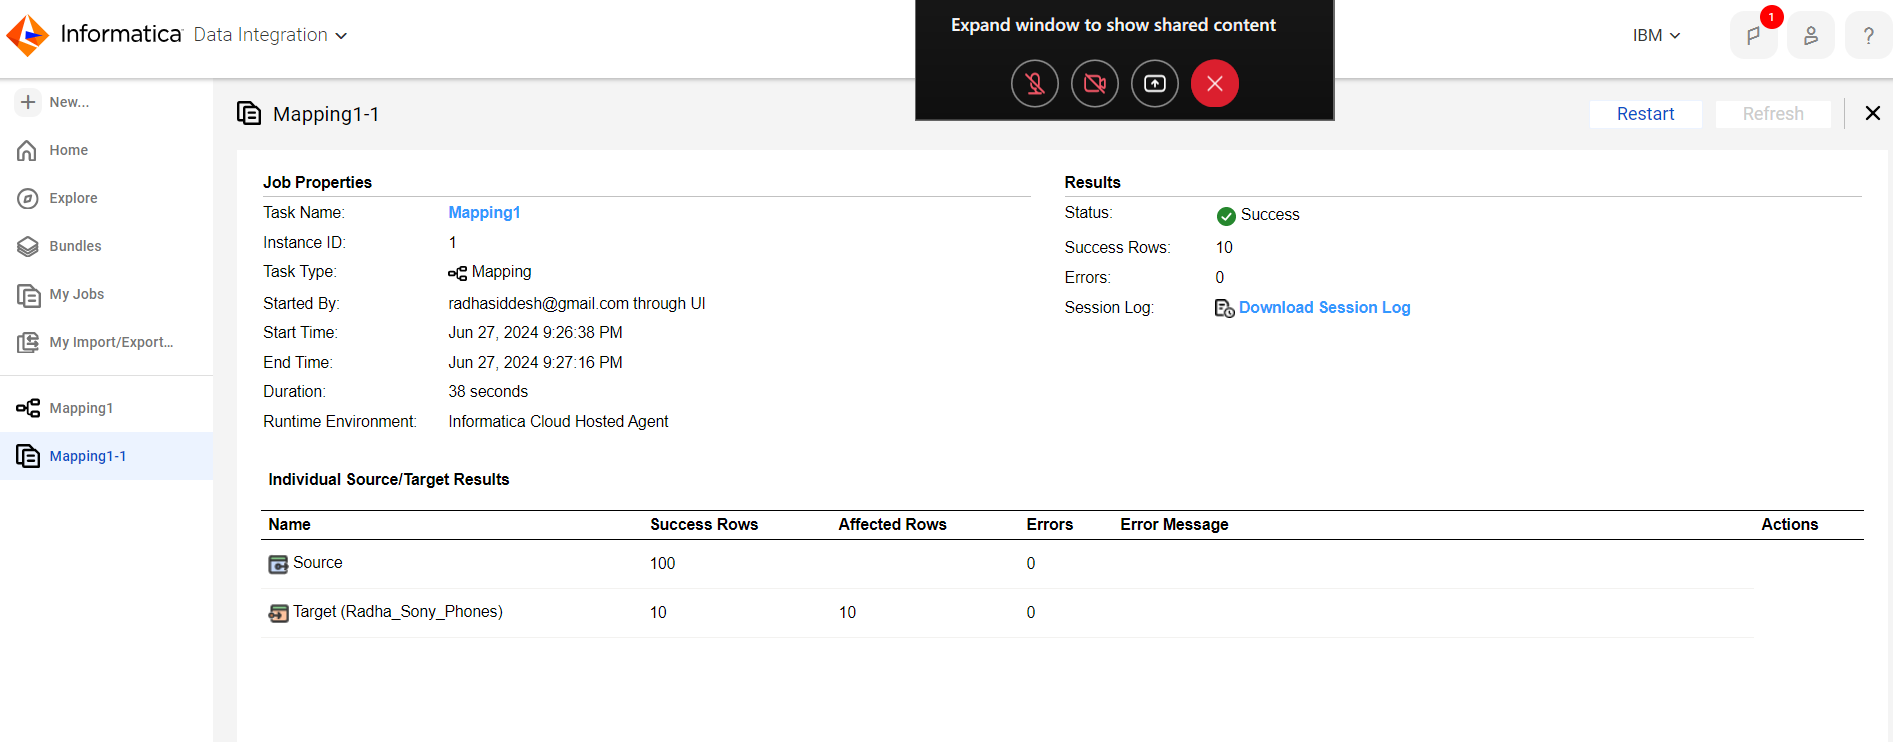 Informatica Data Integration
Expand window to show shared content
IBM
1
?
New...
Home
Explore
Bundles
My Jobs
My Import/Export...
Mapping1
Mapping1-1
Mapping1-1
Restart
Refresh
Job Properties
Task Name: Mapping1
Instance ID: 1
Task Type: Mapping
Started By: radhasiddesh@gmail.com through UI
Start Time: Jun 27, 2024 9:26:38 PM
End Time: Jun 27, 2024 9:27:16 PM
Duration: 38 seconds
Runtime Environment: Informatica Cloud Hosted Agent
Results
Status: Success
Success Rows: 10
Errors: 0
Session Log: Download Session Log
Individual Source/Target Results
Name Success Rows Affected Rows Errors Error Message Actions
Source 100 0
Target (Radha_Sony_Phones) 10 10 0